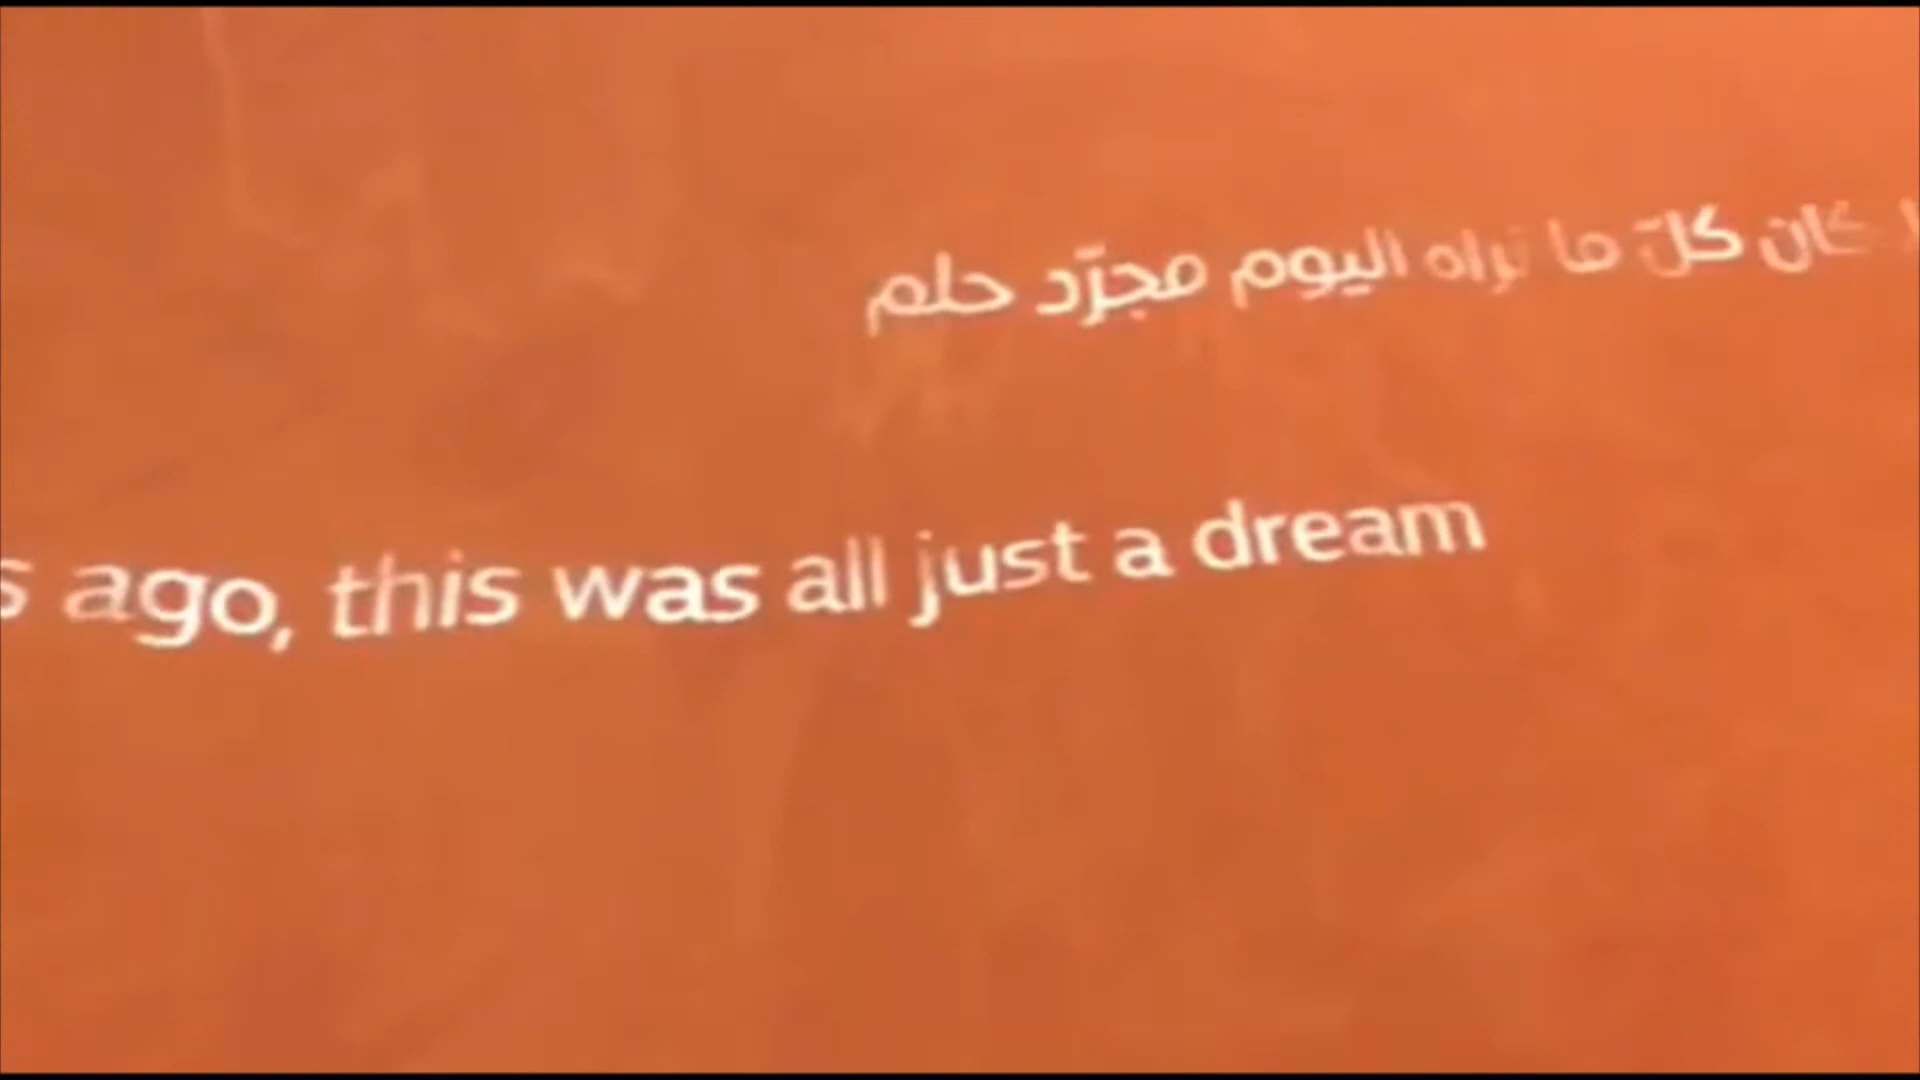 كان كلّ ما نراه اليوم مجرّد حلم
ago, this was all just a dream